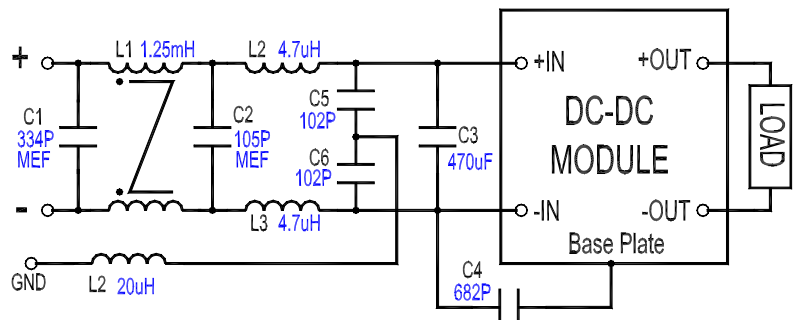 + L1 1.25mH L2 4.7uH +IN +OUT
C1
334P
MEF
C2
105P
MEF
C5
102P
C6
102P
C3
470uF
DC-DC
MODULE
LOAD
- L3 4.7uH -IN -OUT
Base Plate
GND L2 20uH
C4
682P